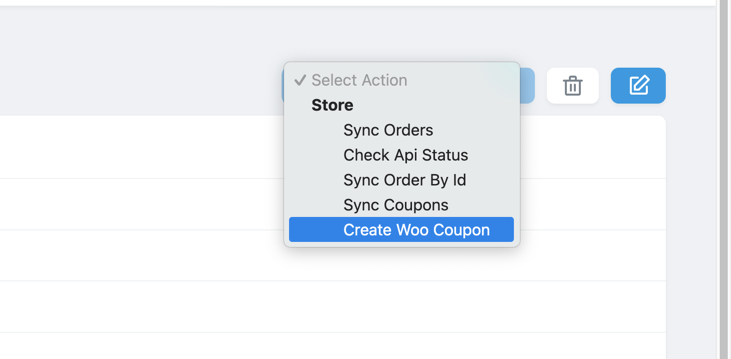 Select Action
Store
Sync Orders
Check Api Status
Sync Order By Id
Sync Coupons
Create Woo Coupon